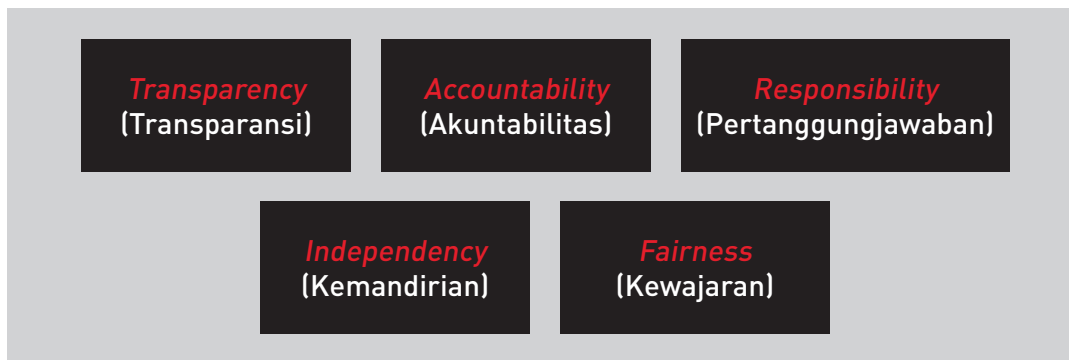 Transparency
(Transparansi)
Accountability
(Akuntabilitas)
Responsibility
(Pertanggungjawaban)
Independency
(Kemandirian)
Fairness
(Kewajaran)